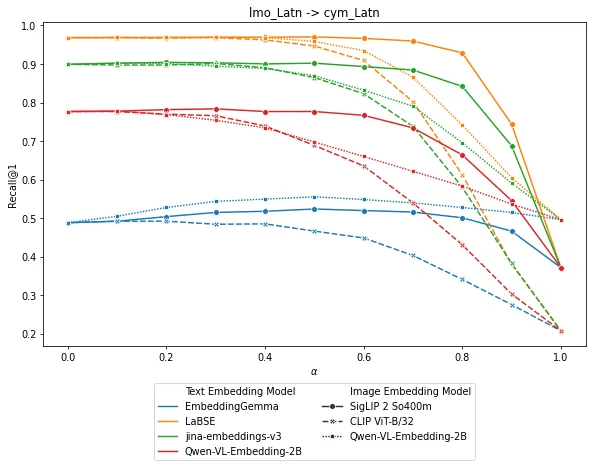 lmo_Latn -> cym_Latn
Recall@1
1.0
0.9
0.8
0.7
0.6
0.5
0.4
0.3
0.2
0.0 0.2 0.4 0.6 0.8 1.0
α
Text Embedding Model Image Embedding Model
EmbeddingGemma SigLIP 2 So400m
LaBSE CLIP ViT-B/32
jina-embeddings-v3 Qwen-VL-Embedding-2B
Qwen-VL-Embedding-2B